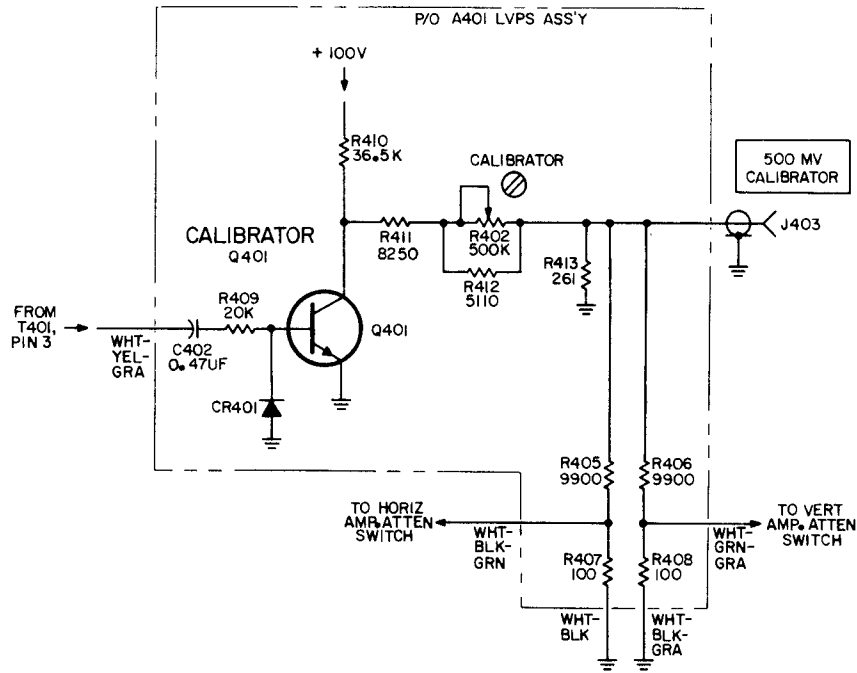 P/O A401 LVPS ASS'Y
+100V
R410
36.5K
CALIBRATOR
500 MV
CALIBRATOR
CALIBRATOR
Q401
R411
8250
R402
500K
J403
R412
5110
R413
261
FROM
T401,
PIN 3
R409
20K
Q401
WHT-
YEL-
GRA
C402
0.47UF
CR401
R405
9900
R406
9900
TO HORIZ
AMP. ATTEN
SWITCH
WHT-
BLK-
GRN
WHT-
GRN-
GRA
TO VERT
AMP. ATTEN
SWITCH
R407
100
R408
100
WHT-
BLK
WHT-
BLK-
GRA